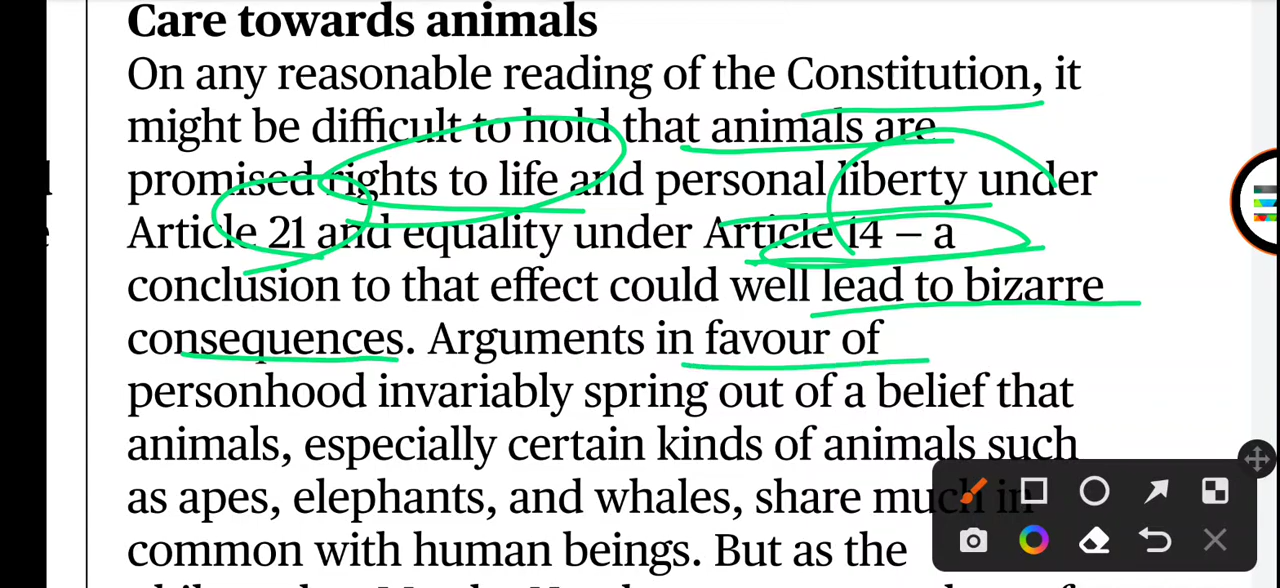 Care towards animals
On any reasonable reading of the Constitution, it
might be difficult to hold that animals are
promised rights to life and personal liberty under
Article 21 and equality under Article 14 – a
conclusion to that effect could well lead to bizarre
consequences. Arguments in favour of
personhood invariably spring out of a belief that
animals, especially certain kinds of animals such
as apes, elephants, and whales, share much in
common with human beings. But as the